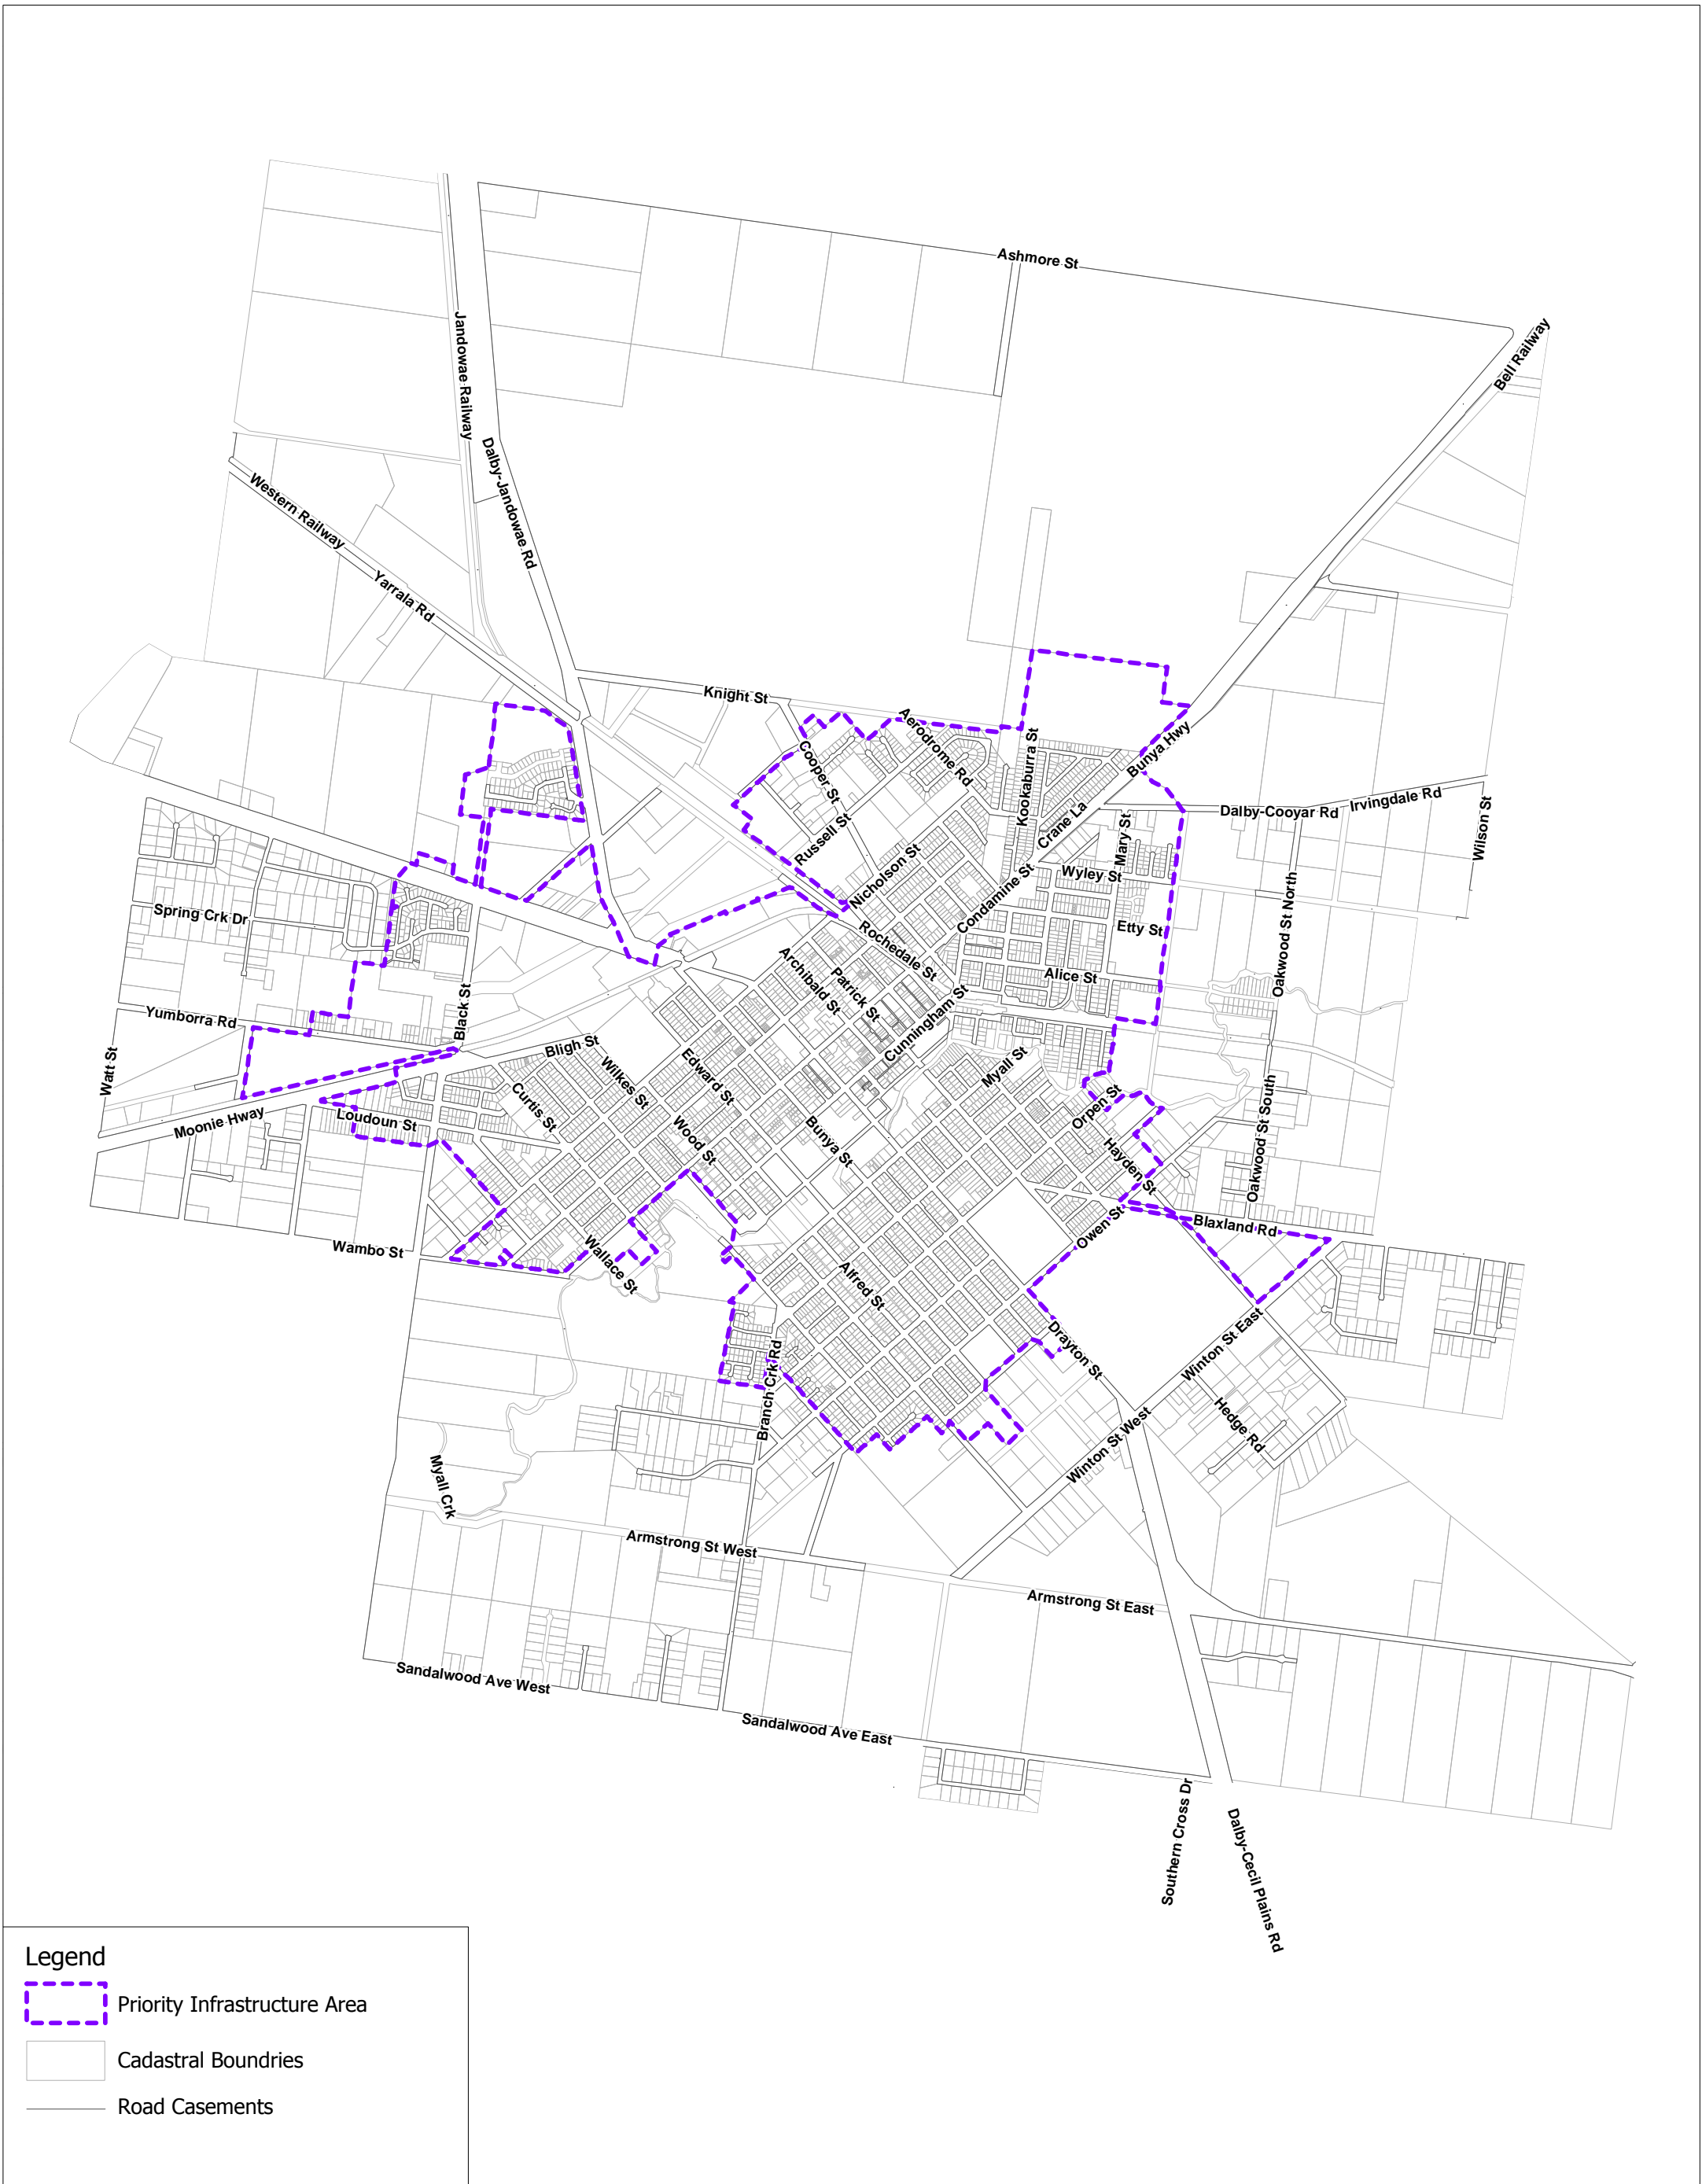 Ashmore St
Bell Railway
Jandowae Railway
Dalby-Jandowae Rd
Western Railway
Yarrala Rd
Knight St
Aerodrome Rd
Kookaburra St
Bunya Hwy
Cooper St
Crane La
Dalby-Cooyar Rd
Irvingdale Rd
Wilson St
Russell St
Mary St
Nicholson St
Wyley St
Condamine St
Spring Crk Dr
Etty St
Oakwood St North
Rochedale St
Archibald St
Patrick St
Alice St
Yumborra Rd
Black St
Cunningham St
Bligh St
Watt St
Wilkes St
Edward St
Myall St
Curtis St
Orpen St
Moonie Hway
Loudoun St
Wood St
Bunya St
Hayden St
Oakwood St South
Owen St
Blaxland Rd
Wambo St
Wallace St
Alfred St
Drayton St
Winton St East
Branch Crk Rd
Hedge Rd
Winton St West
Myall Crk
Armstrong St West
Armstrong St East
Sandalwood Ave West
Sandalwood Ave East
Southern Cross Dr
Dalby-Cecil Plains Rd
Legend
Priority Infrastructure Area
Cadastral Boundries
Road Casements